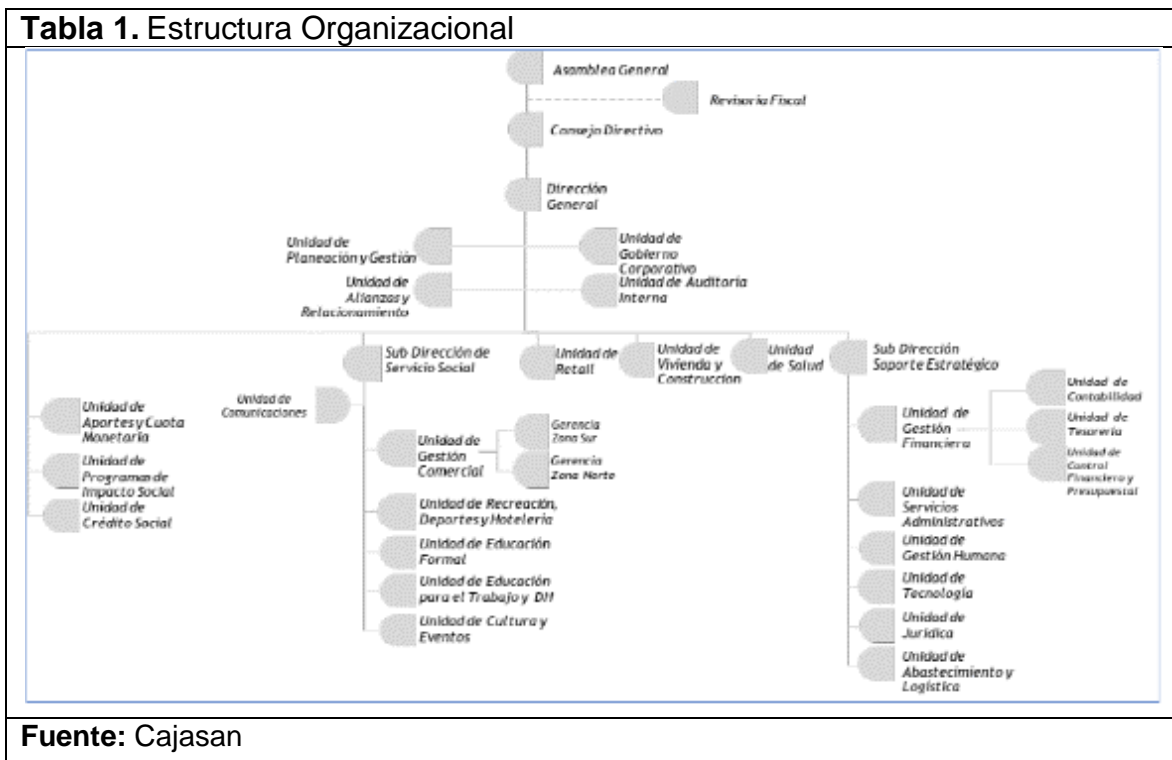 Tabla 1. Estructura Organizacional
Asamblea General
Revisoria Fiscal
Consejo Directivo
Dirección
General
Unidad de
Planeación y Gestión
Unidad de
Gobierno
Corporativo
Unidad de
Alianzas y
Relacionamiento
Unidad de Auditoría
Interna
Sub Dirección de
Servicio Social
Unidad de
Retail
Unidad de
Vivienda y
Construccion
Unidad
de Salud
Sub Dirección
Soporte Estratégico
Unidad de
Aportes y Cuota
Monetaria
Unidad de
Programas de
Impacto Social
Unidad de
Crédito Social
Unidad de
Comunicaciones
Unidad de
Gestión
Comercial
Gerencia
Zona Sur
Gerencia
Zona Norte
Unidad de Recreación,
Deportes y Hotelería
Unidad de Educación
Formal
Unidad de Educación
para el Trabajo y DH
Unidad de Cultura y
Eventos
Unidad de
Gestión
Financiera
Unidad de
Contabilidad
Unidad de
Tesorería
Unidad de
Control
Financiero y
Presupuestal
Unidad de
Servicios
Administrativos
Unidad de
Gestión Humana
Unidad de
Tecnología
Unidad de
Jurídica
Unidad de
Abastecimiento y
Logística
Fuente: Cajasan